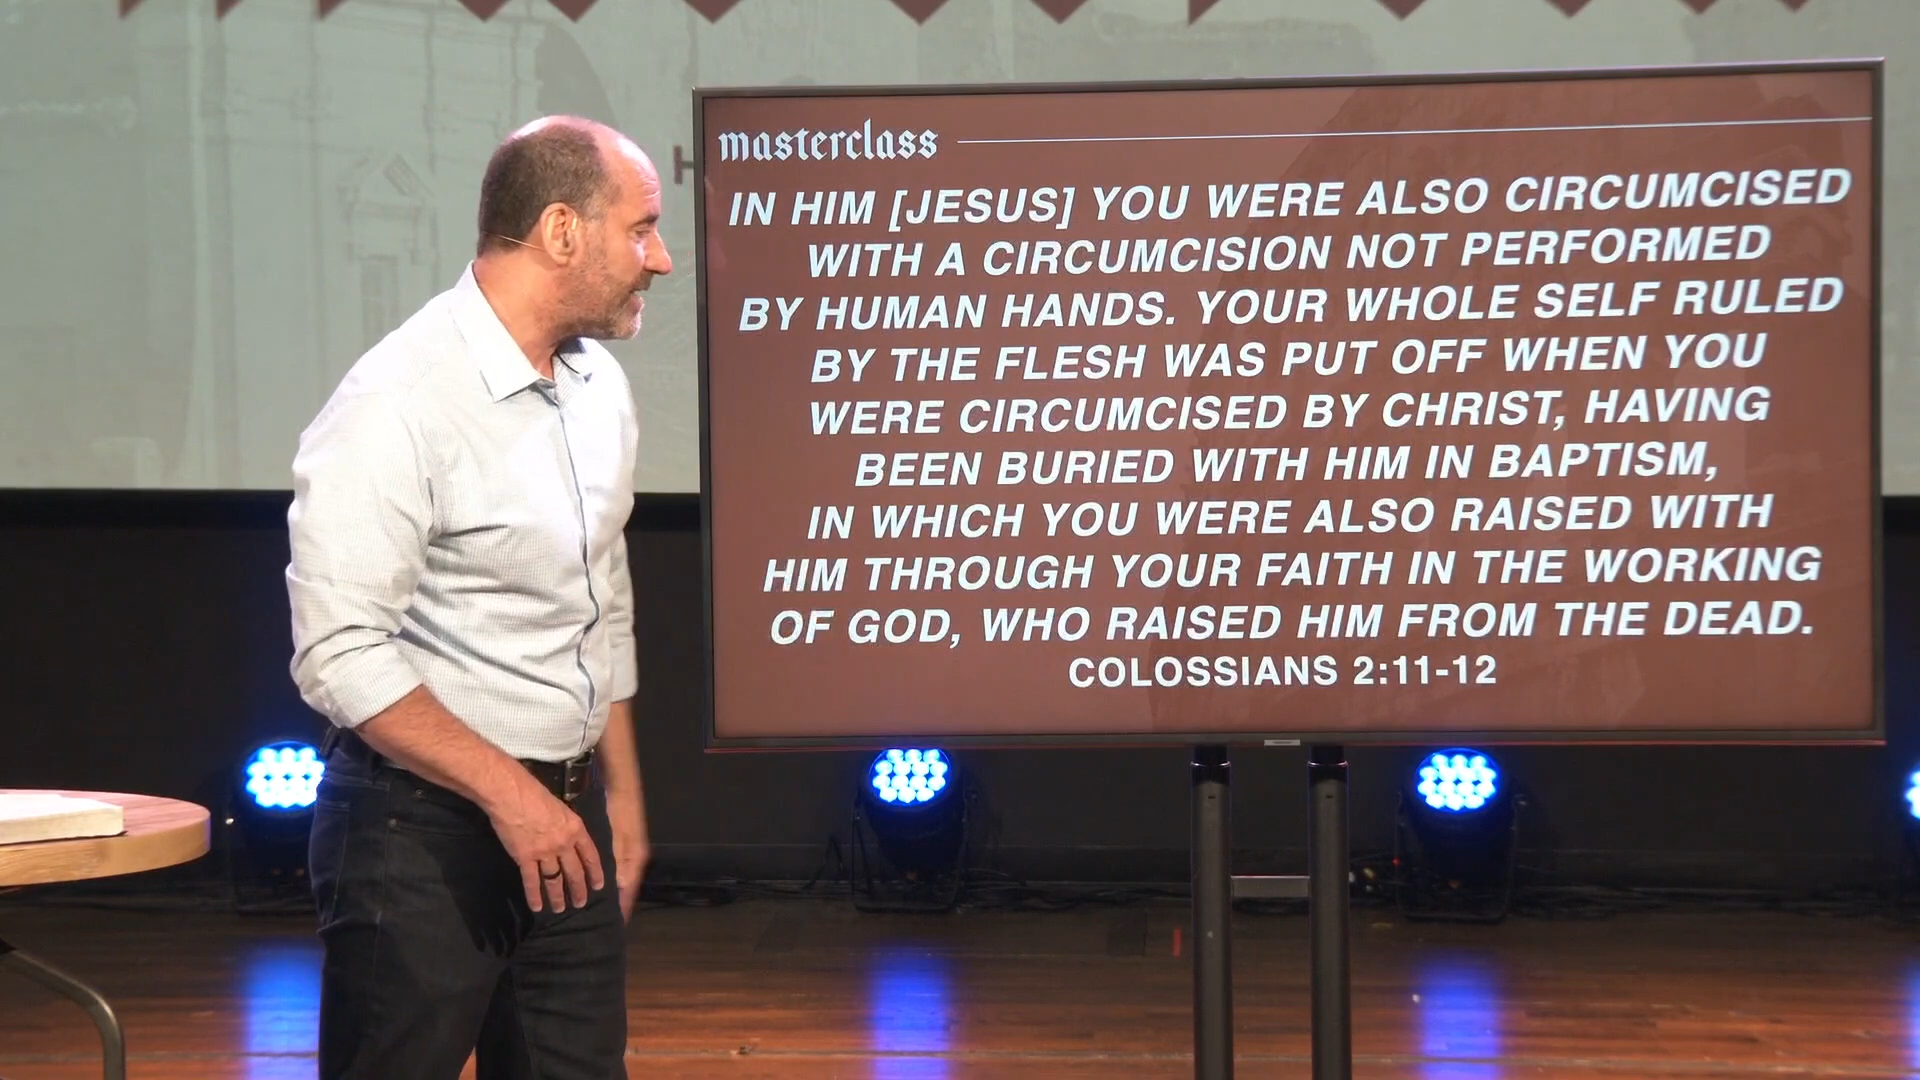 masterclass
IN HIM [JESUS] YOU WERE ALSO CIRCUMCISED
WITH A CIRCUMCISION NOT PERFORMED
BY HUMAN HANDS. YOUR WHOLE SELF RULED
BY THE FLESH WAS PUT OFF WHEN YOU
WERE CIRCUMCISED BY CHRIST, HAVING
BEEN BURIED WITH HIM IN BAPTISM,
IN WHICH YOU WERE ALSO RAISED WITH
HIM THROUGH YOUR FAITH IN THE WORKING
OF GOD, WHO RAISED HIM FROM THE DEAD.
COLOSSIANS 2:11-12